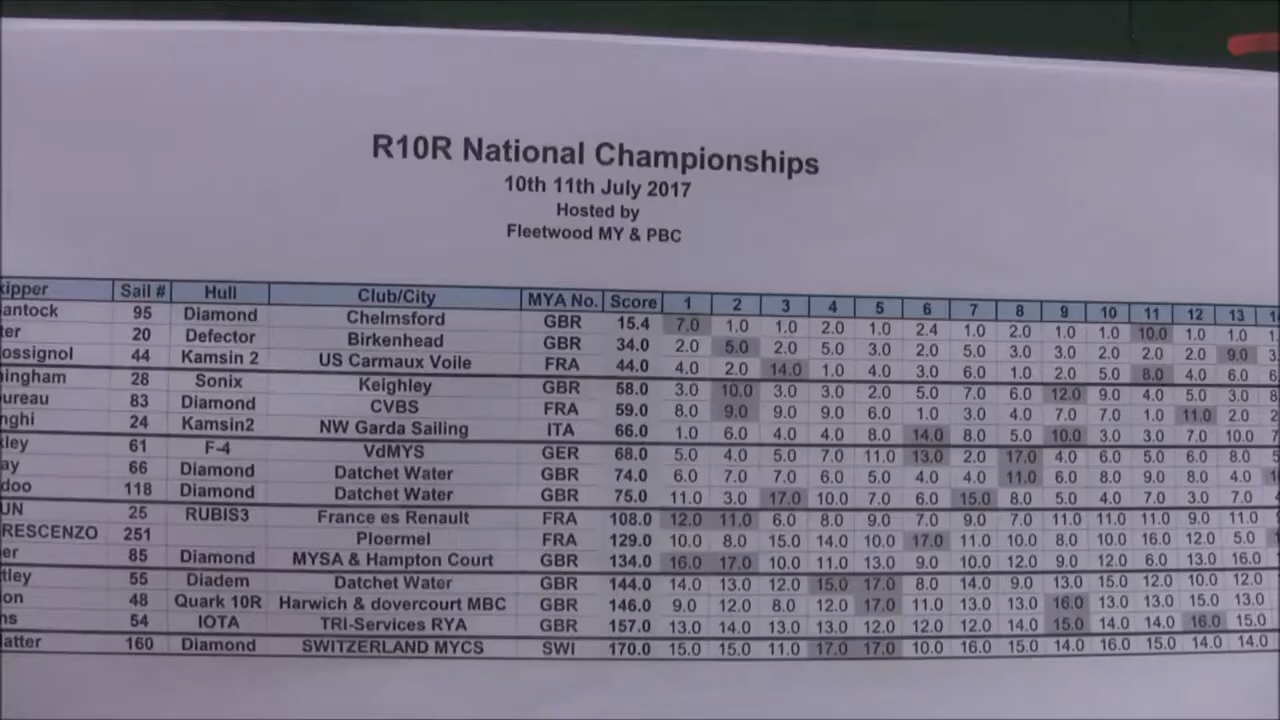 R10R National Championships
10th 11th July 2017
Hosted by
Fleetwood MY & PBC
kipper Sail # Hull Club/City MYA No. Score 1 2 3 4 5 6 7 8 9 10 11 12 13
antock 95 Diamond Chelmsford GBR 15.4 7.0 1.0 1.0 2.0 1.0 2.4 1.0 2.0 1.0 1.0 10.0 1.0 1.0 1.
ter 20 Defector Birkenhead GBR 34.0 2.0 5.0 2.0 5.0 3.0 2.0 5.0 3.0 3.0 2.0 2.0 2.0 9.0 3.
ossignol 44 Kamsin 2 US Carmaux Voile FRA 44.0 4.0 2.0 14.0 1.0 4.0 3.0 6.0 1.0 2.0 5.0 8.0 4.0 6.0 6.
ningham 28 Sonix Keighley GBR 58.0 3.0 10.0 3.0 3.0 2.0 5.0 7.0 6.0 12.0 9.0 4.0 5.0 3.0 8
ureau 83 Diamond CVBS FRA 59.0 8.0 9.0 9.0 9.0 6.0 1.0 3.0 4.0 7.0 7.0 1.0 11.0 2.0 2
nghi 24 Kamsin2 NW Garda Sailing ITA 66.0 1.0 6.0 4.0 4.0 8.0 14.0 8.0 5.0 10.0 3.0 3.0 7.0 10.0 7
kley 61 F-4 VdMYS GER 68.0 5.0 4.0 5.0 7.0 11.0 13.0 2.0 17.0 4.0 6.0 5.0 6.0 8.0 5
ay 66 Diamond Datchet Water GBR 74.0 6.0 7.0 7.0 6.0 5.0 4.0 4.0 11.0 6.0 8.0 9.0 8.0 4.0
doo 118 Diamond Datchet Water GBR 75.0 11.0 3.0 17.0 10.0 7.0 6.0 15.0 8.0 5.0 4.0 7.0 3.0 7.0
UN 25 RUBIS3 France es Renault FRA 108.0 12.0 11.0 6.0 8.0 9.0 7.0 9.0 7.0 11.0 11.0 11.0 9.0 11.0
RESCENZO 251 Ploermel FRA 129.0 10.0 8.0 15.0 14.0 10.0 17.0 11.0 10.0 8.0 10.0 16.0 12.0 5.0
er 85 Diamond MYSA & Hampton Court GBR 134.0 16.0 17.0 10.0 11.0 13.0 9.0 10.0 12.0 9.0 12.0 6.0 13.0 16.0
tley 55 Diadem Datchet Water GBR 144.0 14.0 13.0 12.0 15.0 17.0 8.0 14.0 9.0 13.0 15.0 12.0 10.0 12.0
on 48 Quark 10R Harwich & dovercourt MBC GBR 146.0 9.0 12.0 8.0 12.0 17.0 11.0 13.0 13.0 16.0 13.0 13.0 15.0 13.0
ns 54 IOTA TRI-Services RYA GBR 157.0 13.0 14.0 13.0 13.0 12.0 12.0 12.0 14.0 15.0 14.0 14.0 16.0 15.0
latter 160 Diamond SWITZERLAND MYCS SWI 170.0 15.0 15.0 11.0 17.0 17.0 10.0 16.0 15.0 14.0 16.0 15.0 14.0 14.0